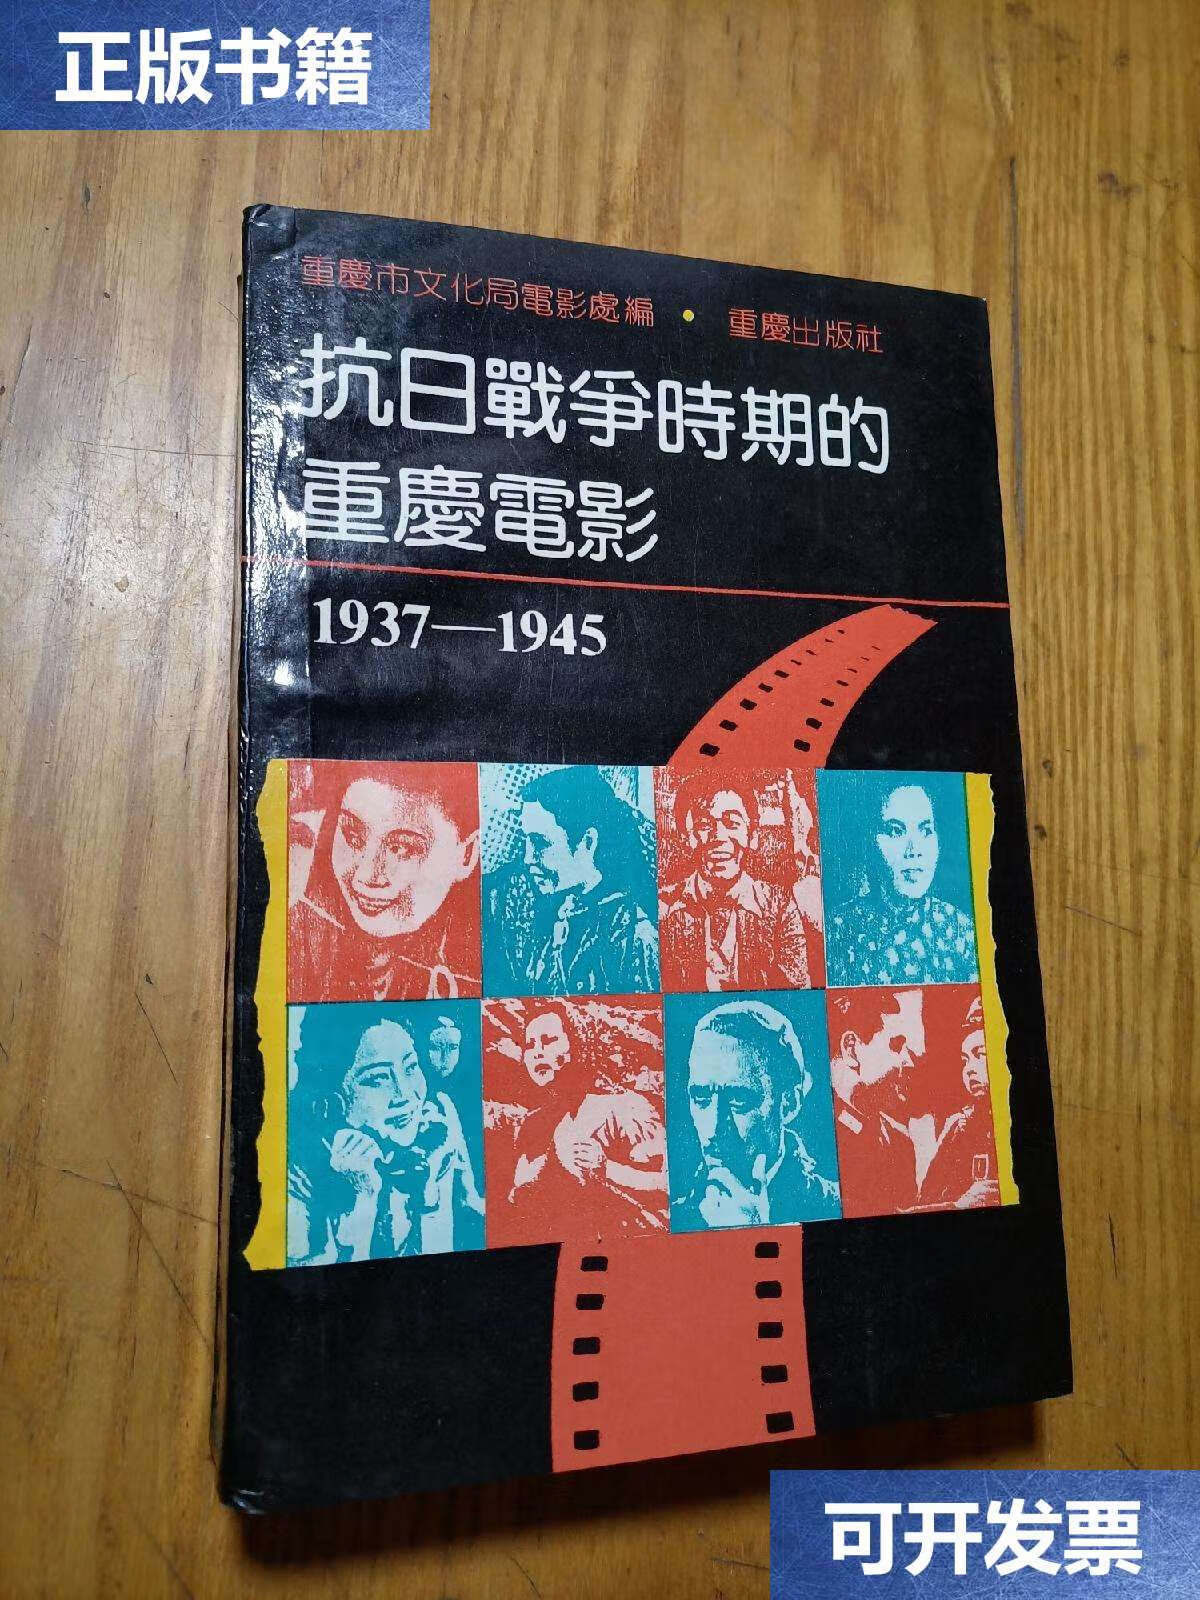 正版书籍
重慶市文化局電影處編 • 重慶出版社
抗日戰爭時期的
重慶電影
1937—1945
可开发票